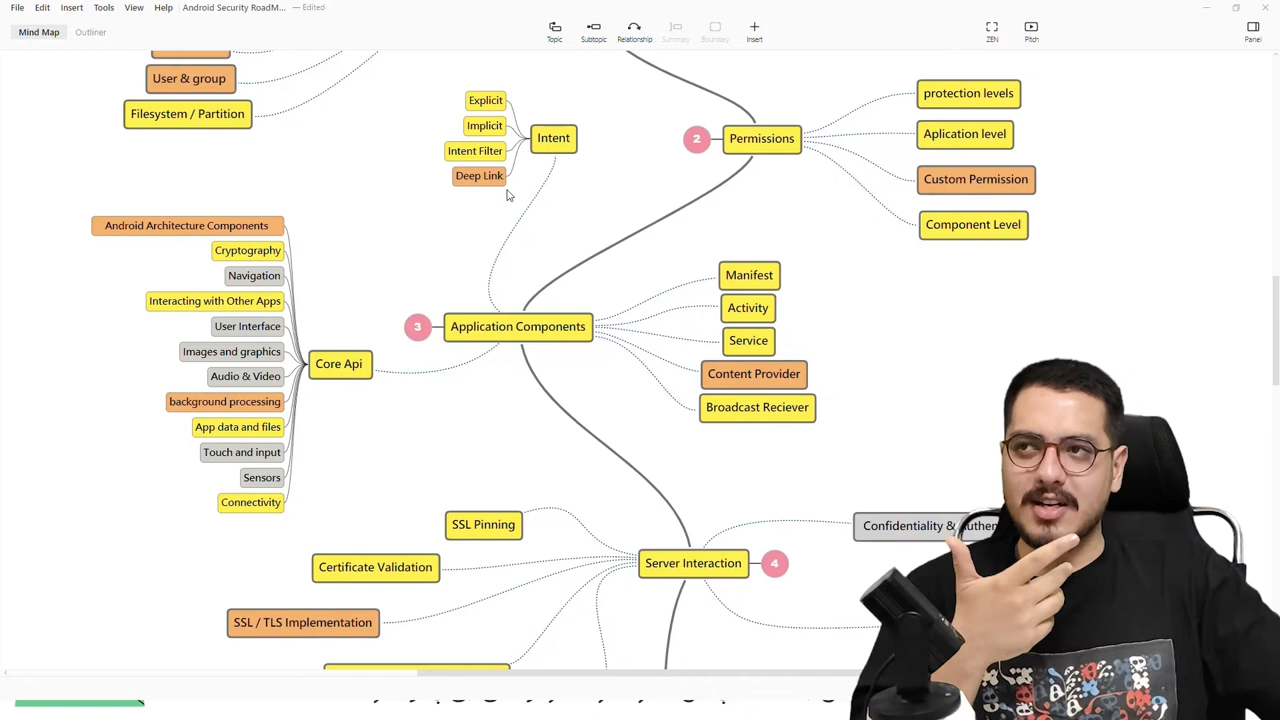 File Edit Insert Tools View Help Android Security RoadM... — Edited
Mind Map Outliner
Topic Subtopic Relationship Summary Boundary Insert ZEN Pitch Panel
User & group
Filesystem / Partition
Explicit
Implicit
Intent Filter
Deep Link
Intent
2
Permissions
protection levels
Aplication level
Custom Permission
Component Level
Android Architecture Components
Cryptography
Navigation
Interacting with Other Apps
User Interface
Images and graphics
Audio & Video
background processing
App data and files
Touch and input
Sensors
Connectivity
Core Api
3
Application Components
Manifest
Activity
Service
Content Provider
Broadcast Reciever
SSL Pinning
Certificate Validation
SSL / TLS Implementation
Server Interaction
4
Confidentiality &